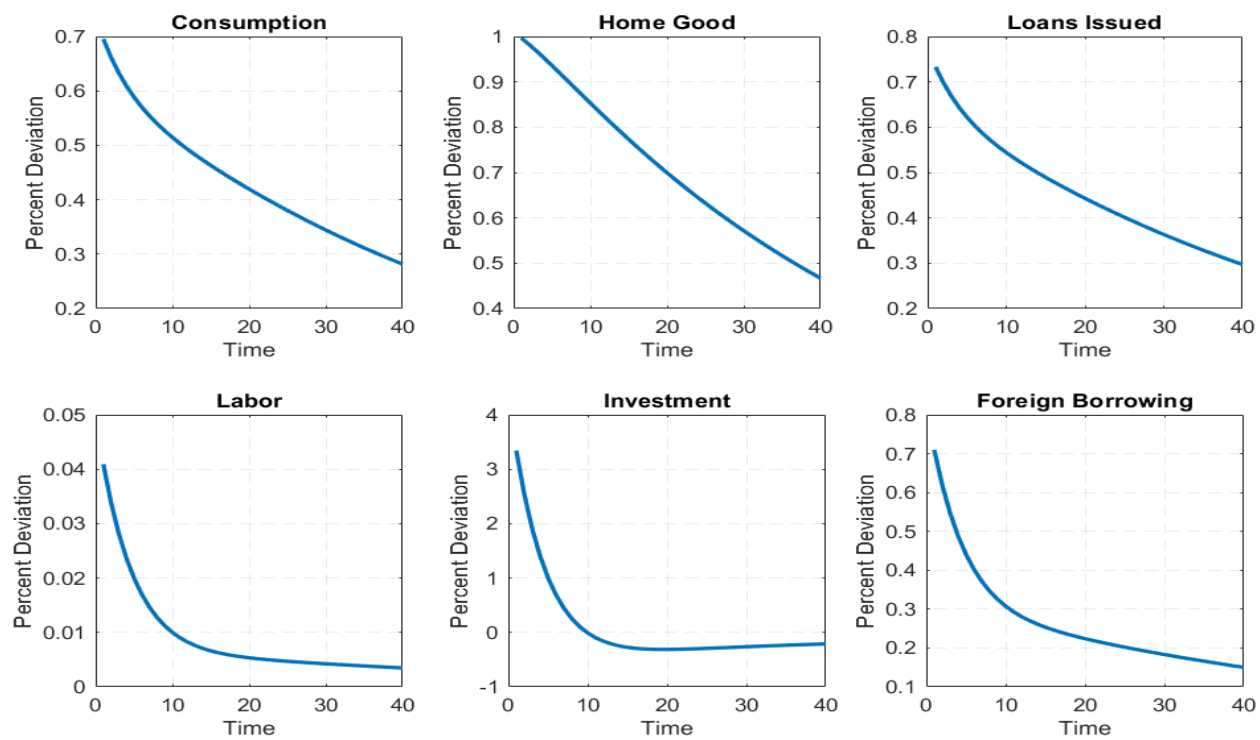 Consumption
Percent Deviation
0.7
0.6
0.5
0.4
0.3
0.2
0 10 20 30 40
Time
Home Good
Percent Deviation
1
0.9
0.8
0.7
0.6
0.5
0.4
0 10 20 30 40
Time
Loans Issued
Percent Deviation
0.8
0.7
0.6
0.5
0.4
0.3
0.2
0 10 20 30 40
Time
Labor
Percent Deviation
0.05
0.04
0.03
0.02
0.01
0
0 10 20 30 40
Time
Investment
Percent Deviation
4
3
2
1
0
-1
0 10 20 30 40
Time
Foreign Borrowing
Percent Deviation
0.8
0.7
0.6
0.5
0.4
0.3
0.2
0.1
0 10 20 30 40
Time